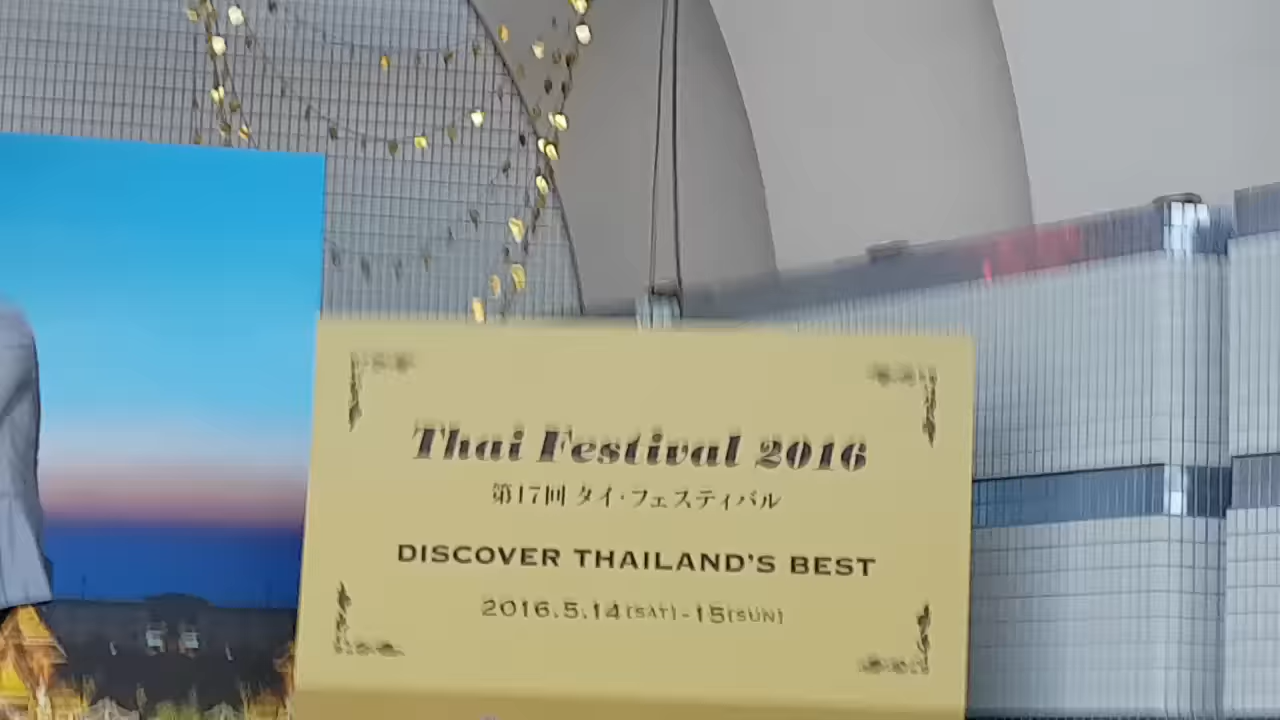 Thai Festival 2016
第17回 タイ・フェスティバル
DISCOVER THAILAND'S BEST
2016.5.14(SAT)-15(SUN)